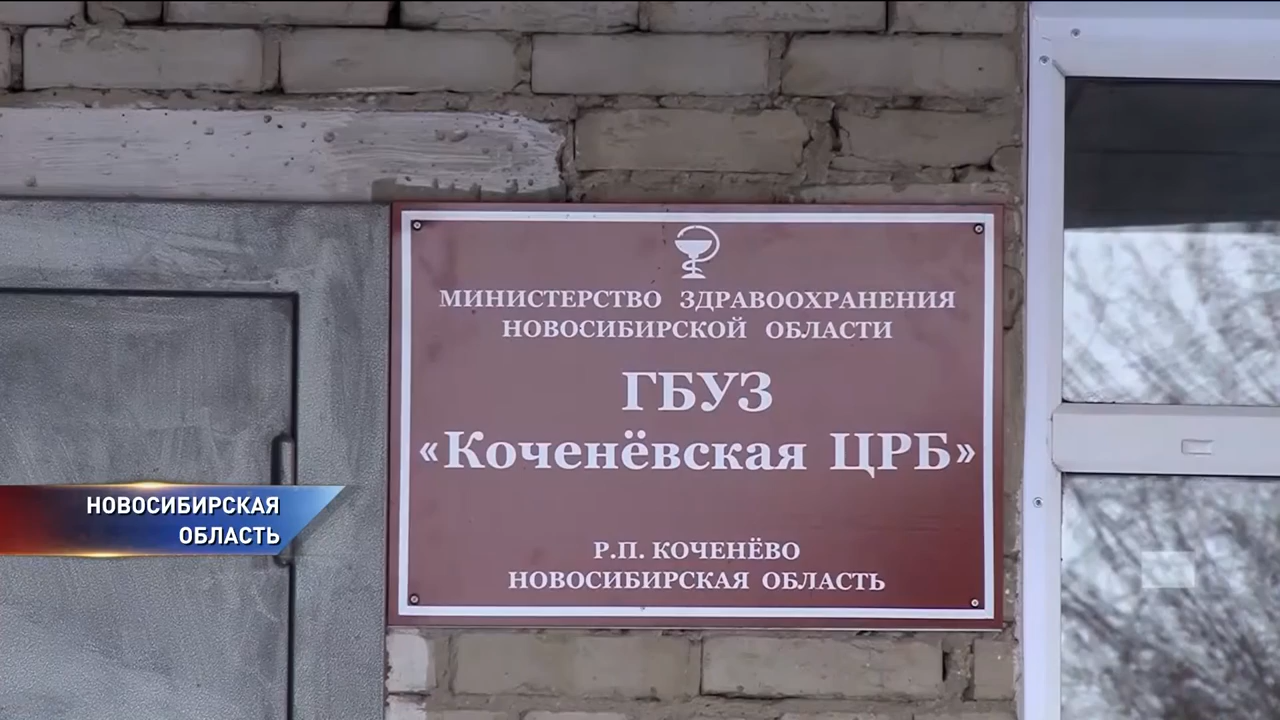 МИНИСТЕРСТВО ЗДРАВООХРАНЕНИЯ
НОВОСИБИРСКОЙ ОБЛАСТИ
ГБУЗ
«Коченёвская ЦРБ»
Р.П. КОЧЕНЁВО
НОВОСИБИРСКАЯ ОБЛАСТЬ
НОВОСИБИРСКАЯ
ОБЛАСТЬ